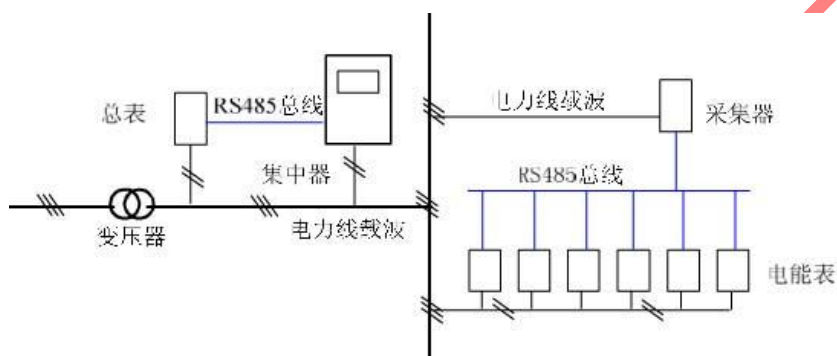 总表
RS485总线
集中器
变压器
电力线载波
电力线载波
采集器
RS485总线
电能表